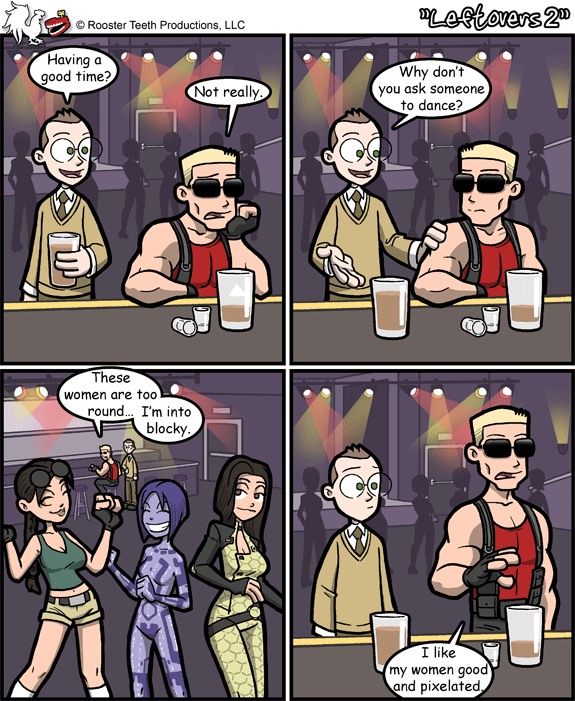 © Rooster Teeth Productions, LLC
"Leftovers 2"
Having a
good time?
Not really.
Why don't
you ask someone
to dance?
These
women are too
round... I'm into
blocky.
I like
my women good
and pixelated.